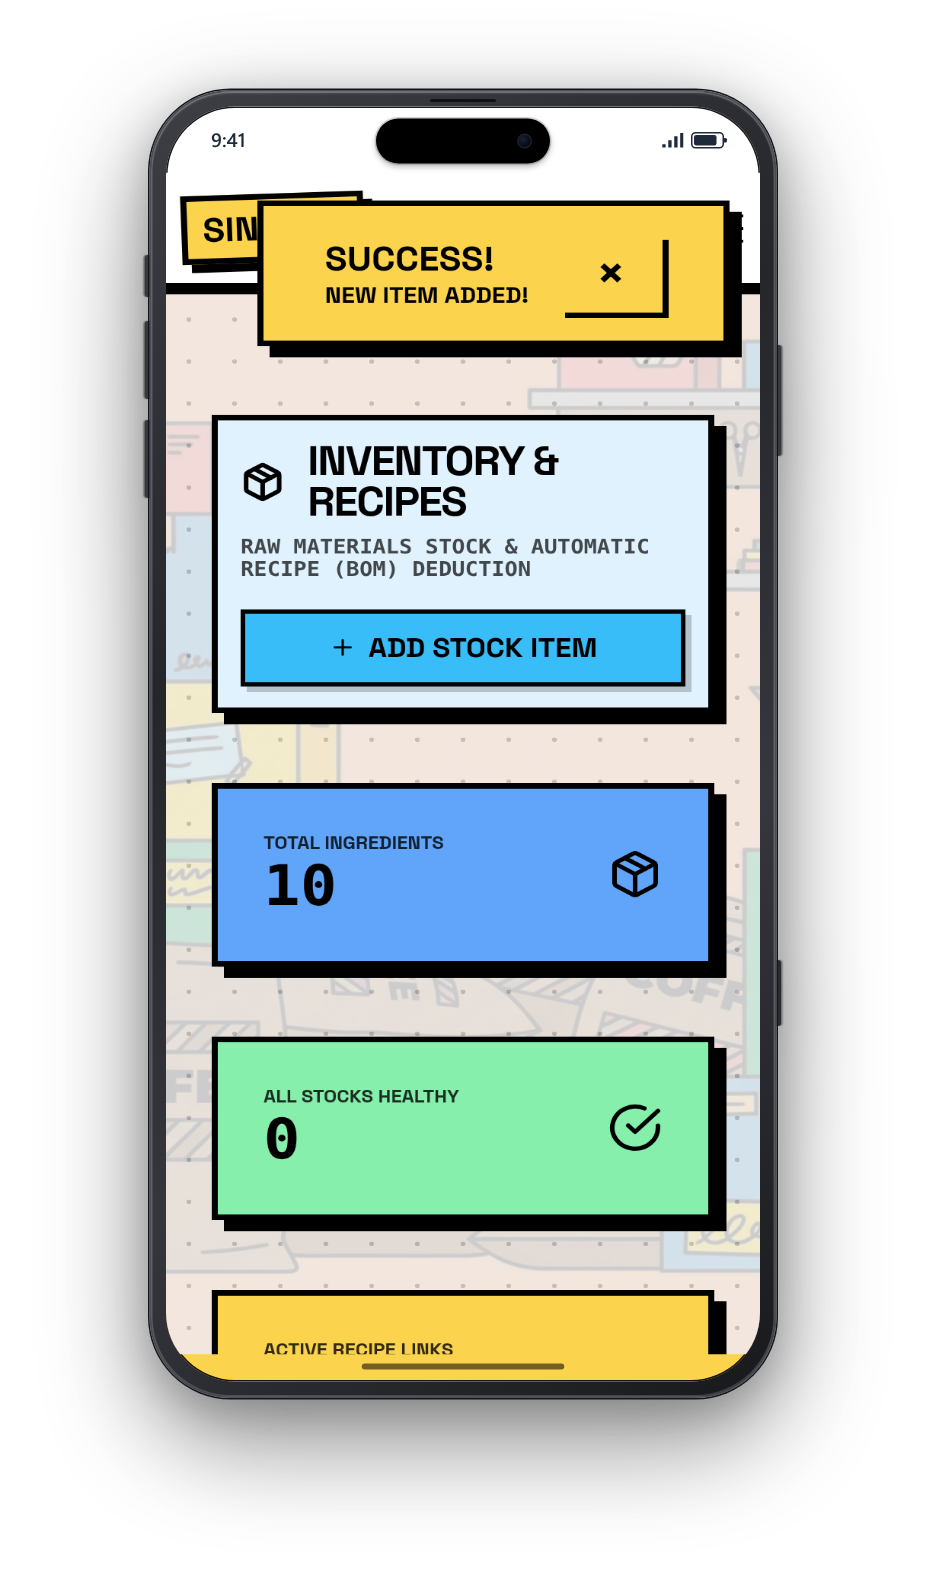 9:41
SUCCESS!
NEW ITEM ADDED!
INVENTORY &
RECIPES
RAW MATERIALS STOCK & AUTOMATIC
RECIPE (BOM) DEDUCTION
+ ADD STOCK ITEM
TOTAL INGREDIENTS
10
ALL STOCKS HEALTHY
0
ACTIVE RECIPE LINKS